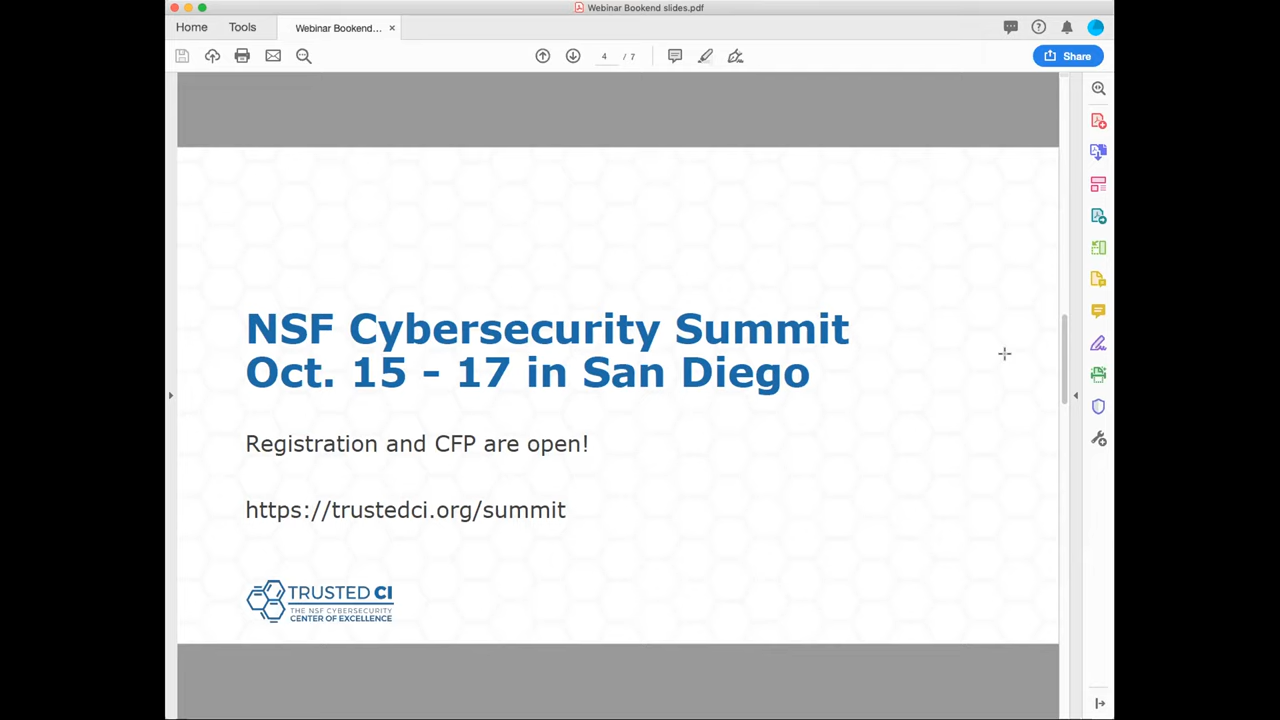 Webinar Bookend slides.pdf
Home
Tools
Webinar Bookend... ×
4 / 7
Share
NSF Cybersecurity Summit
Oct. 15 - 17 in San Diego
Registration and CFP are open!
https://trustedci.org/summit
TRUSTED CI
THE NSF CYBERSECURITY
CENTER OF EXCELLENCE